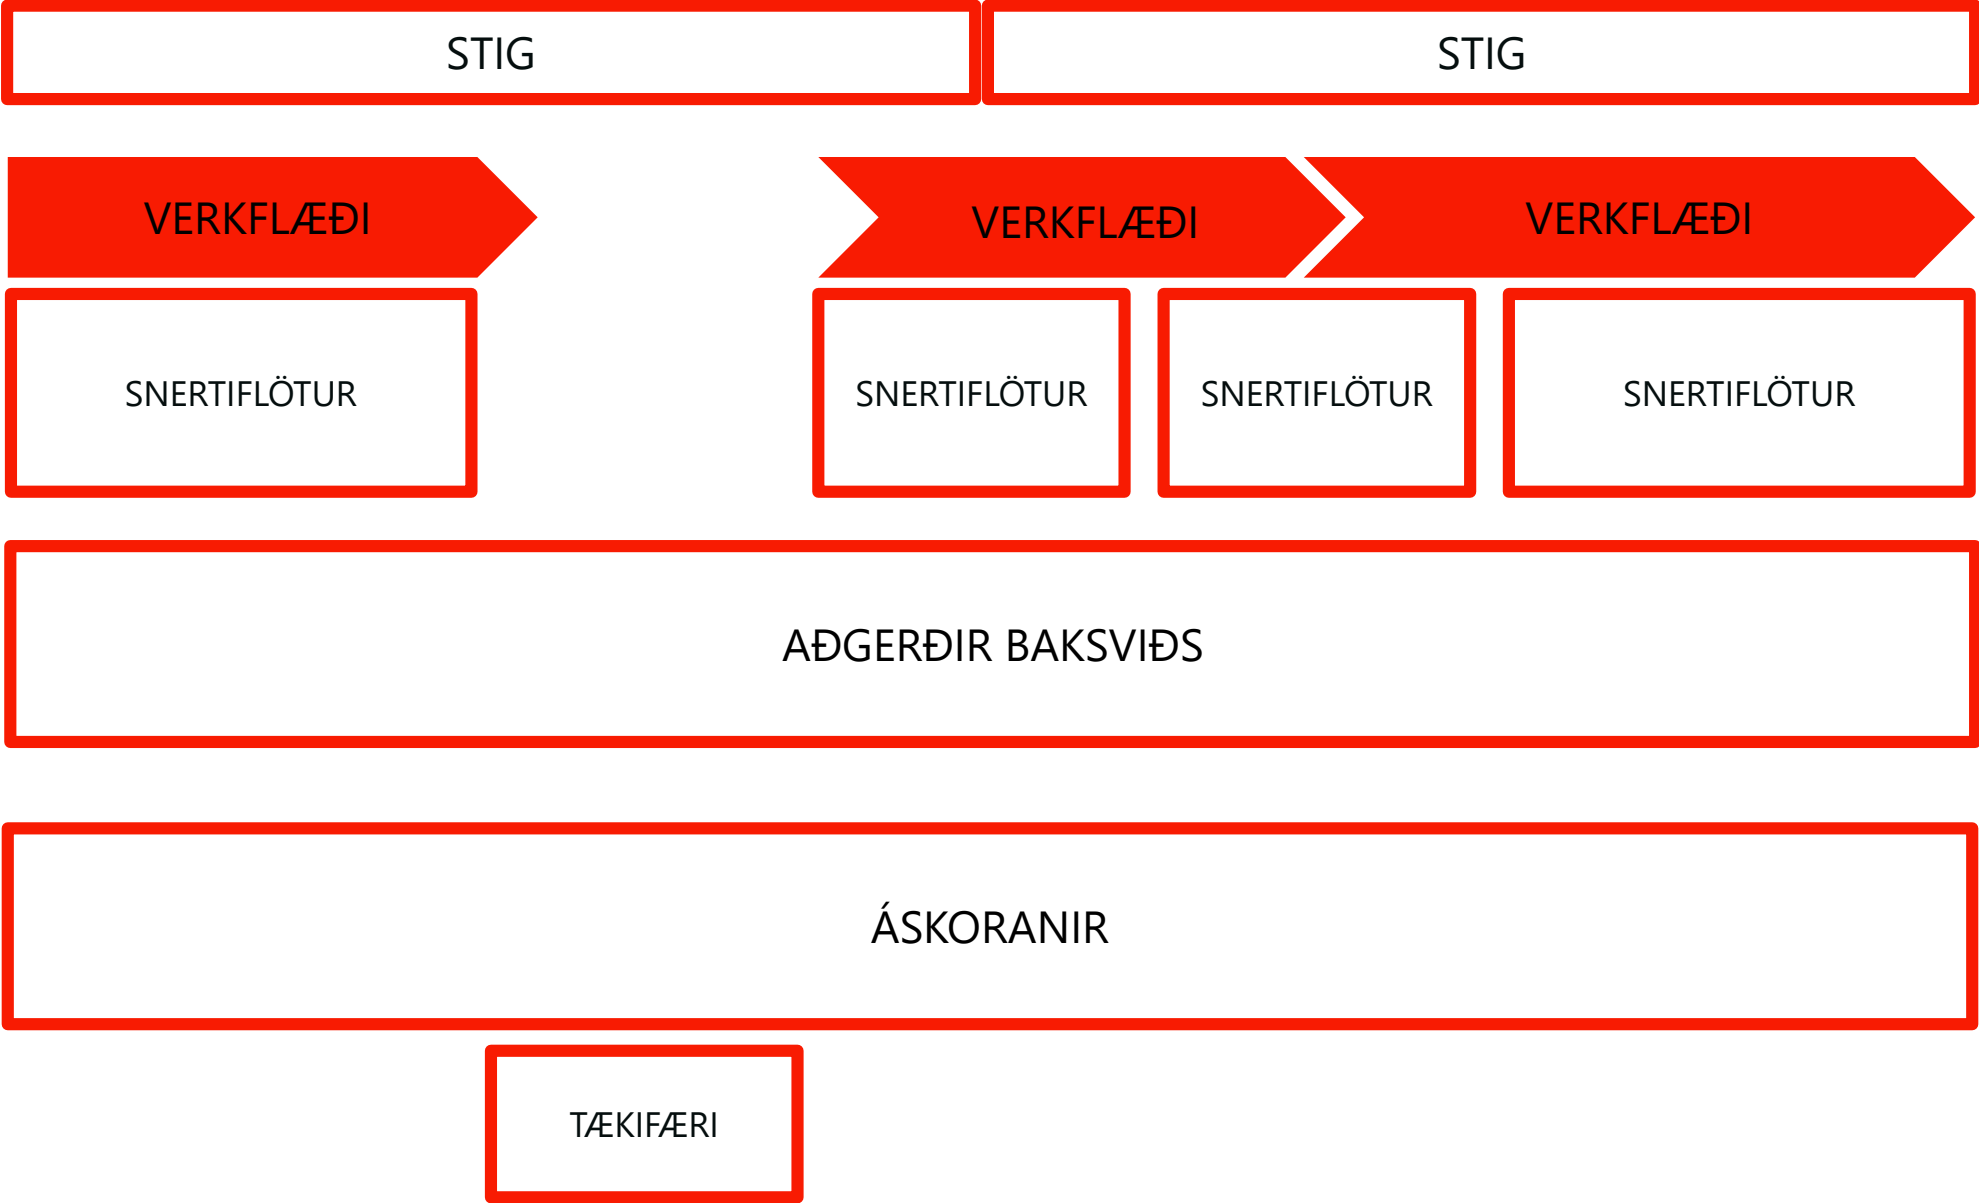 STIG
STIG
VERKFLÆÐI
VERKFLÆÐI
VERKFLÆÐI
SNERTIFLÖTUR
SNERTIFLÖTUR
SNERTIFLÖTUR
SNERTIFLÖTUR
AÐGERÐIR BAKSVIÐS
ÁSKORANIR
TÆKIFÆRI